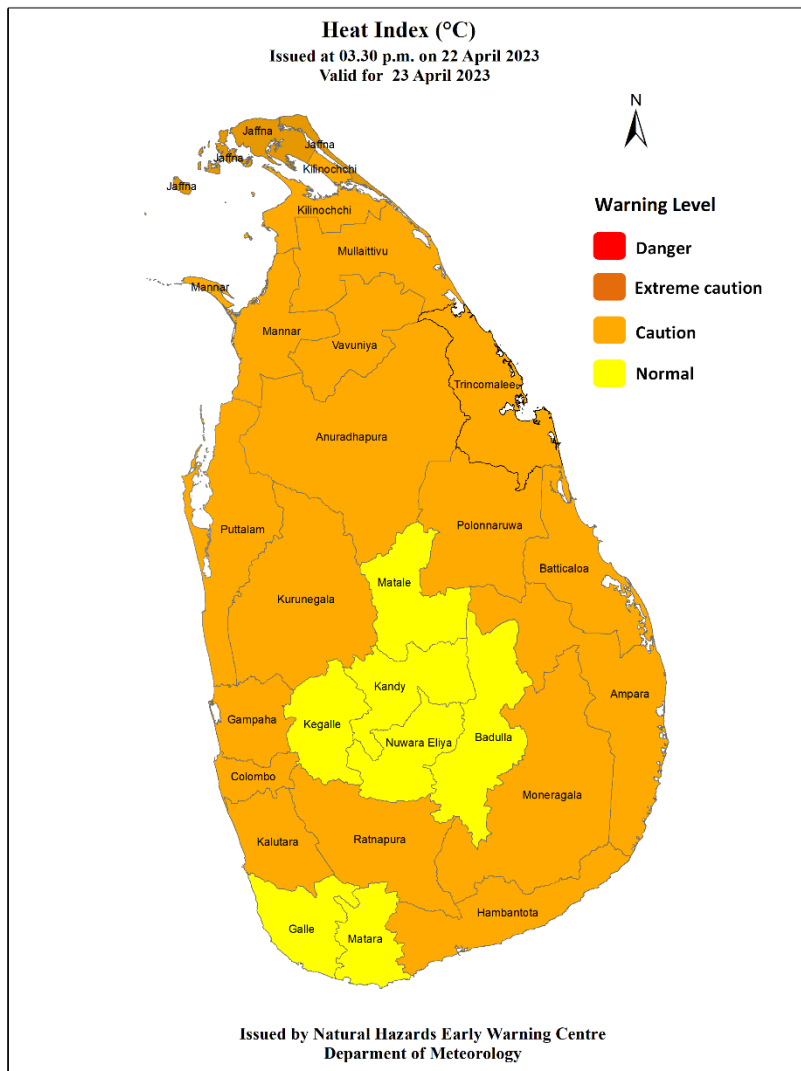 Heat Index (°C)
Issued at 03.30 p.m. on 22 April 2023
Valid for 23 April 2023
N
Warning Level
Danger
Extreme caution
Caution
Normal
Jaffna
Jaffna
Jaffna
Jaffna
Kilinochchi
Kilinochchi
Mullaittivu
Mannar
Mannar
Vavuniya
Trincomalee
Anuradhapura
Puttalam
Polonnaruwa
Batticaloa
Matale
Kurunegala
Kandy
Ampara
Gampaha
Kegalle
Nuwara Eliya
Badulla
Colombo
Moneragala
Kalutara
Ratnapura
Hambantota
Galle
Matara
Issued by Natural Hazards Early Warning Centre
Deparment of Meteorology